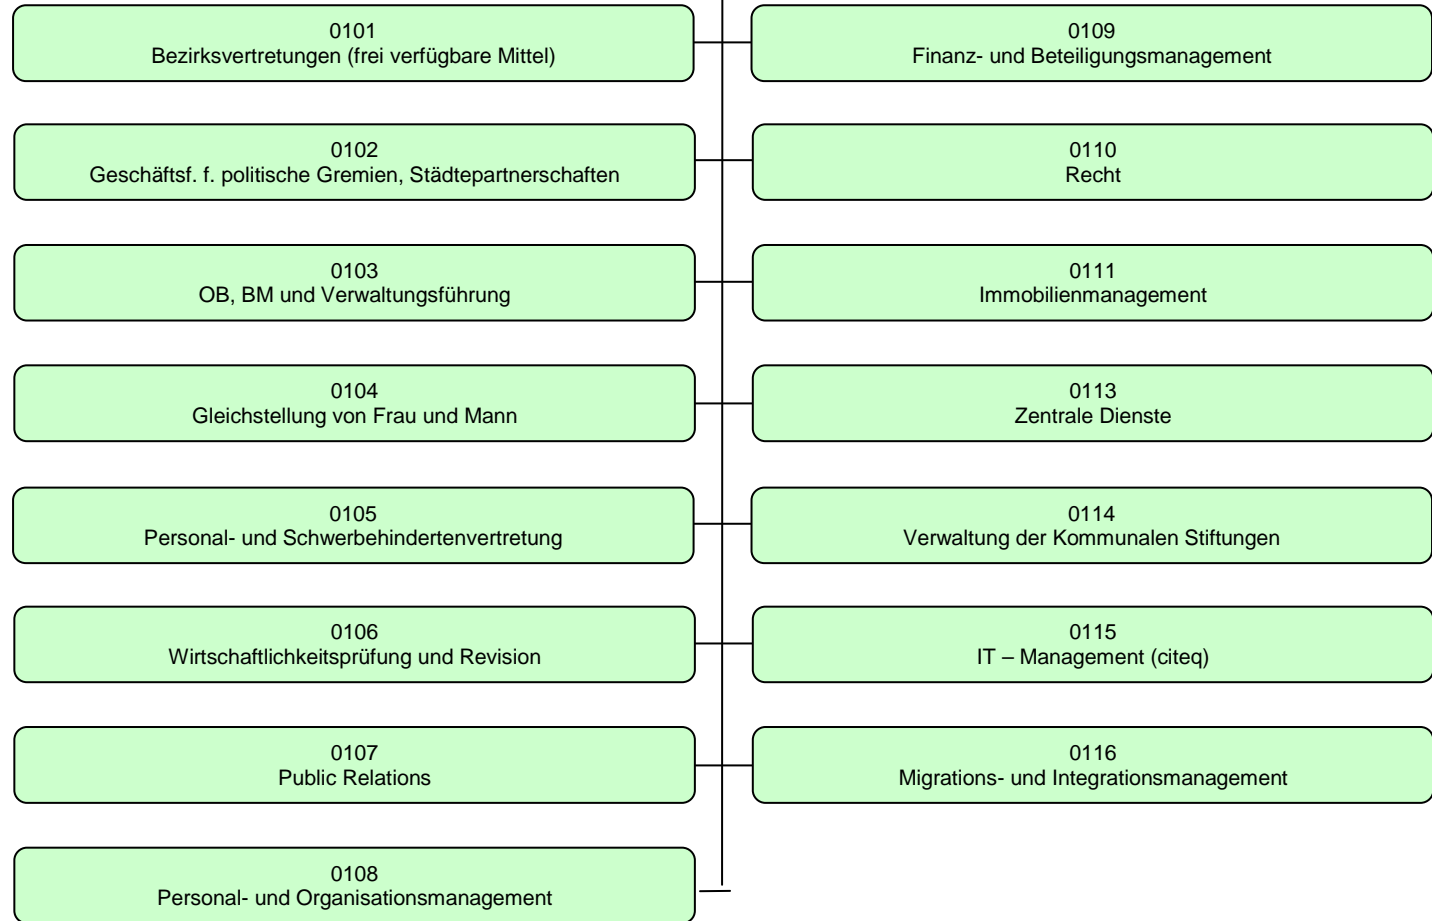 0101
Bezirksvertretungen (frei verfügbare Mittel)
0102
Geschäftsf. f. politische Gremien, Städtepartnerschaften
0103
OB, BM und Verwaltungsführung
0104
Gleichstellung von Frau und Mann
0105
Personal- und Schwerbehindertenvertretung
0106
Wirtschaftlichkeitsprüfung und Revision
0107
Public Relations
0108
Personal- und Organisationsmanagement
0109
Finanz- und Beteiligungsmanagement
0110
Recht
0111
Immobilienmanagement
0113
Zentrale Dienste
0114
Verwaltung der Kommunalen Stiftungen
0115
IT – Management (citeq)
0116
Migrations- und Integrationsmanagement